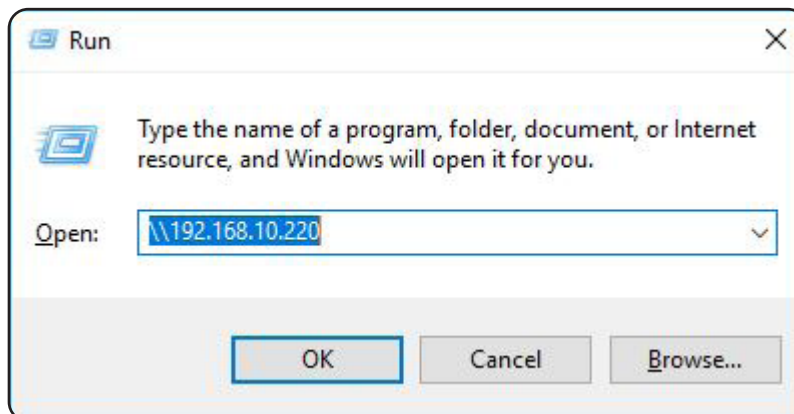 Run
Type the name of a program, folder, document, or Internet
resource, and Windows will open it for you.
Open: \\192.168.10.220
OK Cancel Browse...